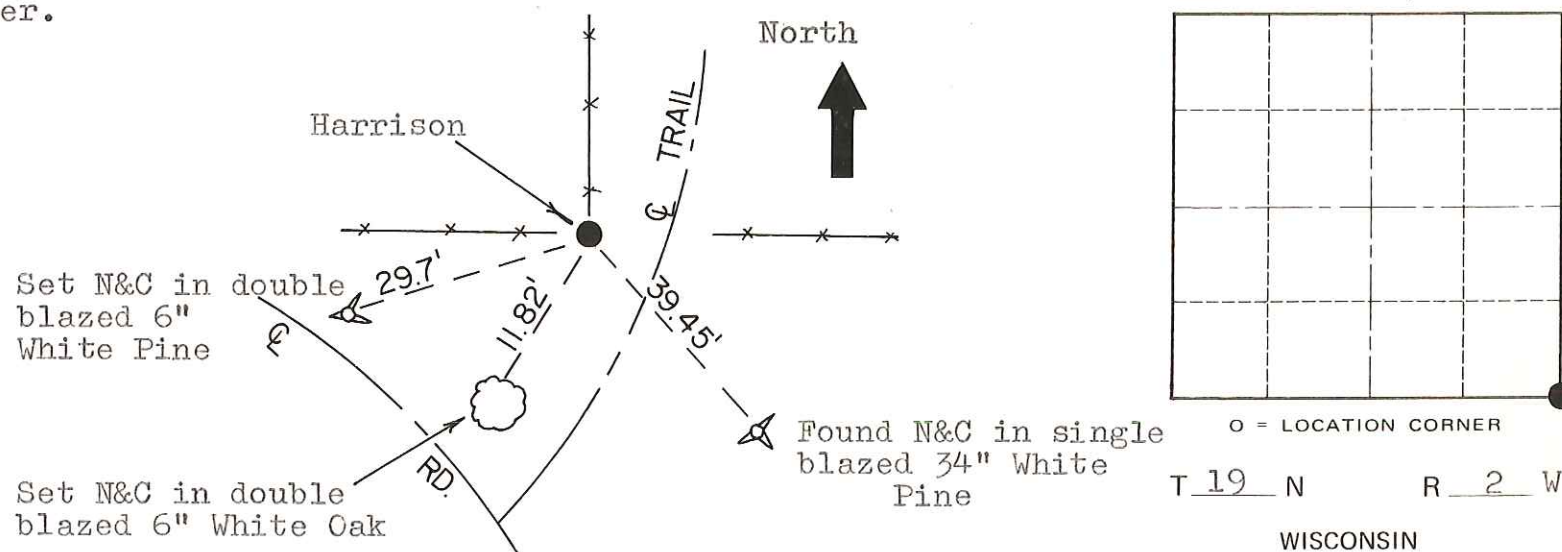 er.
North
Harrison
℄ TRAIL
29.7'
11.82'
39.45'
Set N&C in double
blazed 6"
White Pine
℄
RD.
Set N&C in double
blazed 6" White Oak
Found N&C in single
blazed 34" White
Pine
O = LOCATION CORNER
T 19 N R 2 W
WISCONSIN